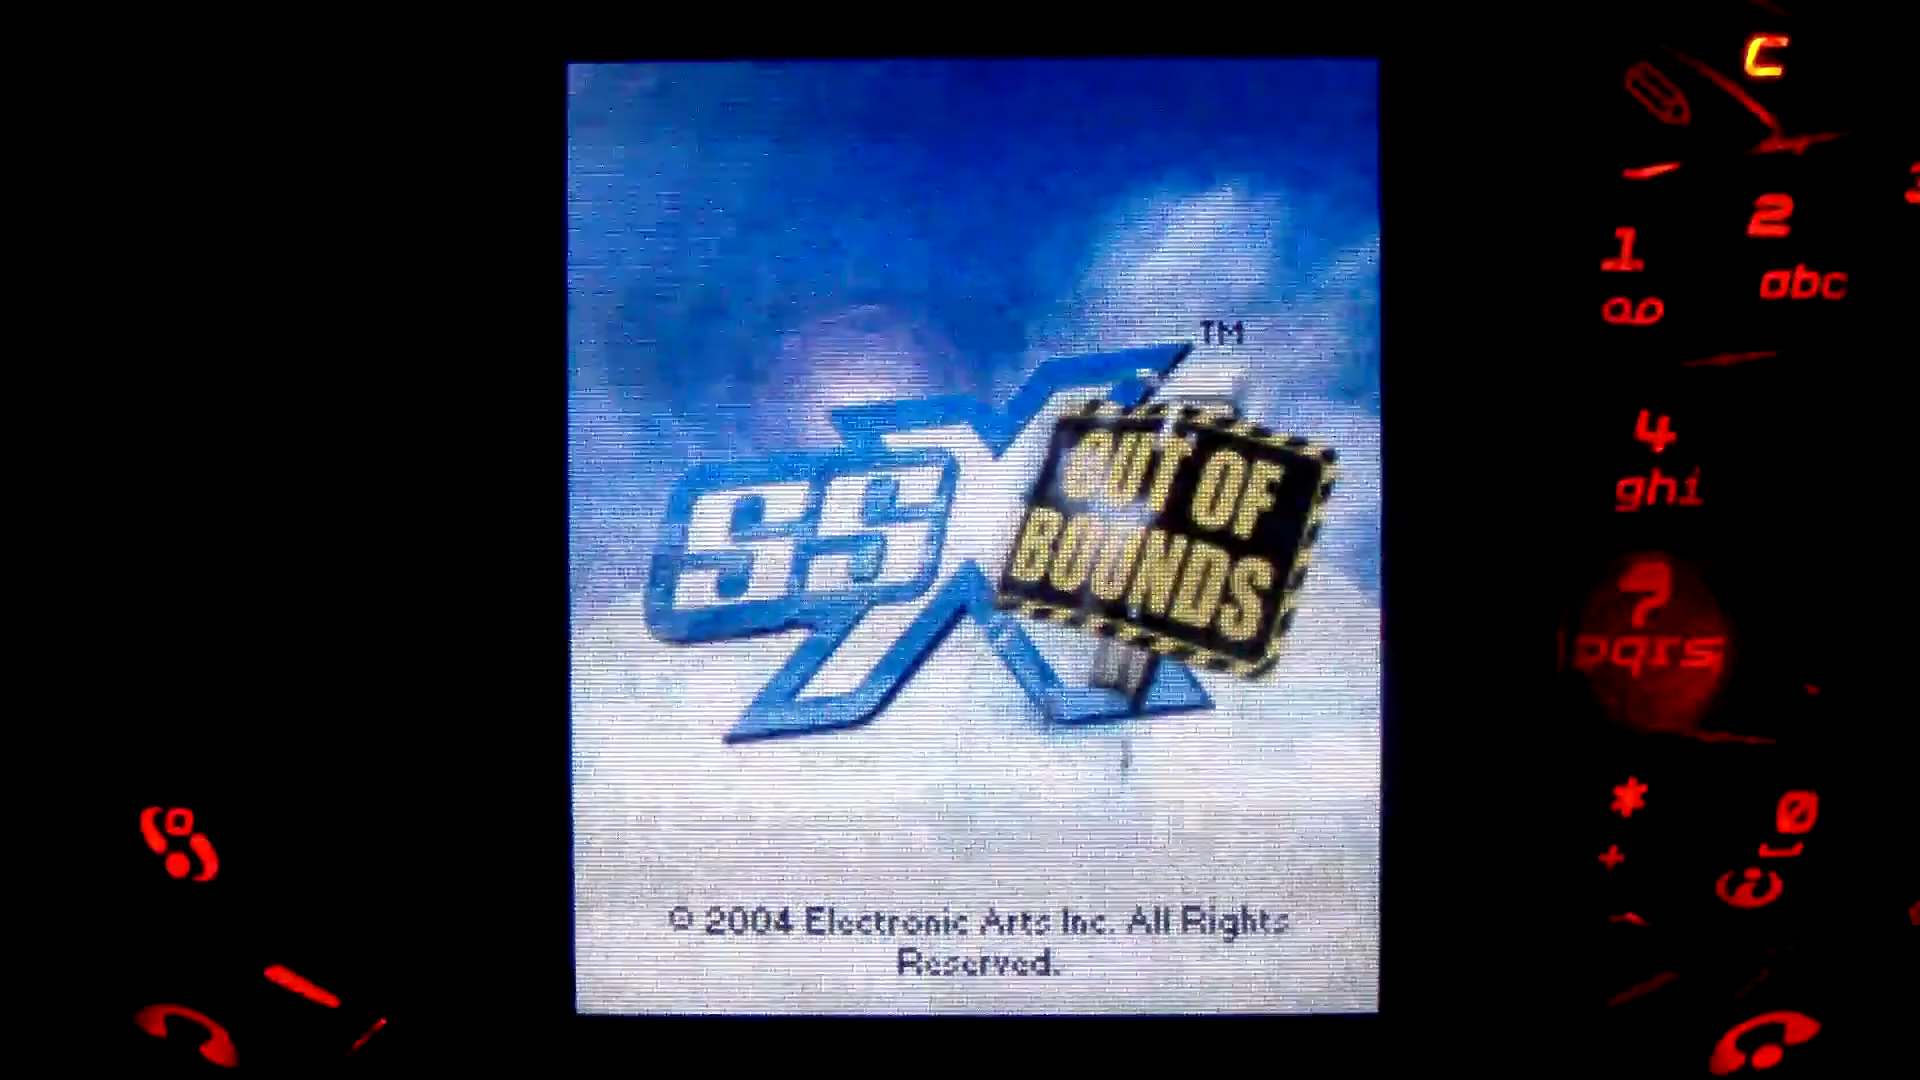 C
2
abc
1
oo
TM
SSX
OUT OF
BOUNDS
4
ghi
7
pqrs
*
0
+
© 2004 Electronic Arts Inc. All Rights
Reserved.